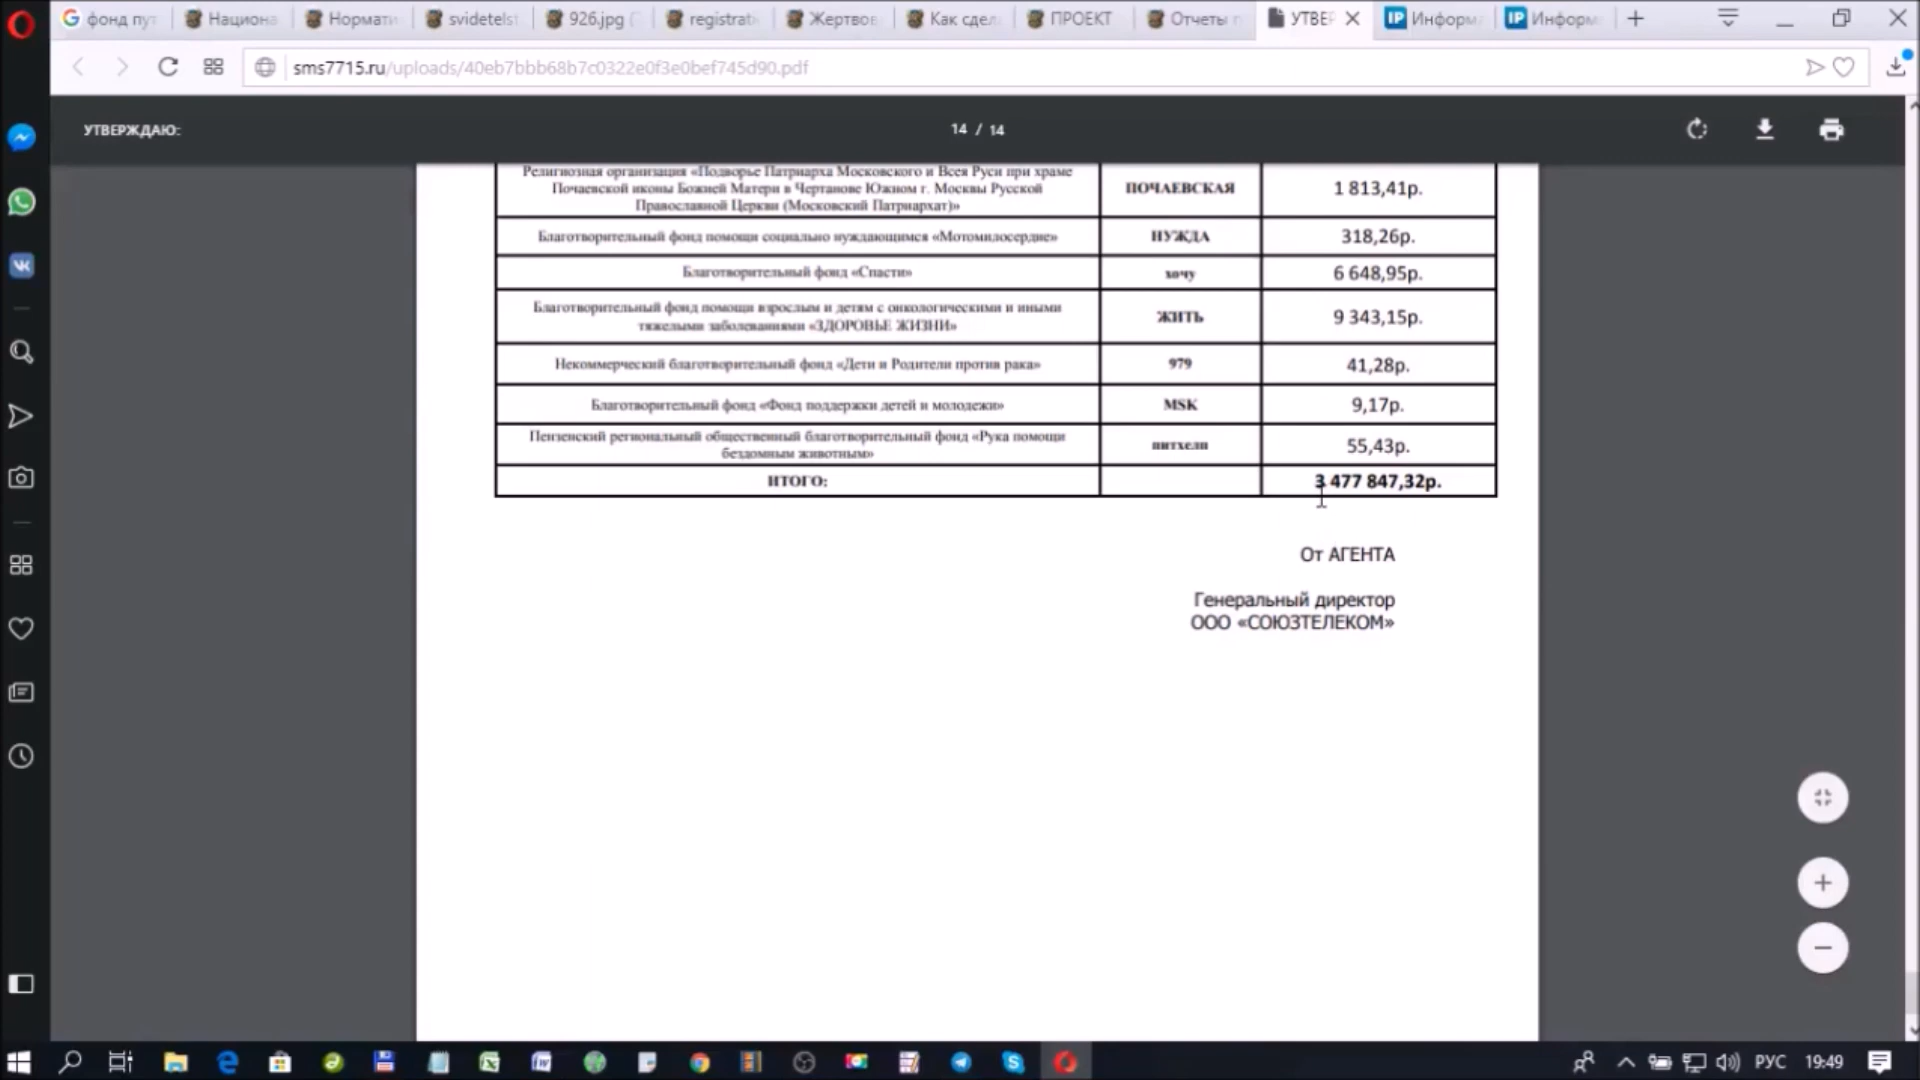 фонд пут
Национа
Нормати
svidetelst
926.jpg (
registrati
Жертвов
Как сдел
ПРОЕКТ
Отчеты п
УТВЕР
Информ
Информ
sms7715.ru/uploads/40eb7bbb68b7c0322e0f3e0bef745d90.pdf
УТВЕРЖДАЮ:
14 / 14
Религиозная организация «Подворье Патриарха Московского и Всея Руси при храме
Почаевской иконы Божией Матери в Чертанове Южном г. Москвы Русской
Православной Церкви (Московский Патриархат)»
ПОЧАЕВСКАЯ
1 813,41р.
Благотворительный фонд помощи социально нуждающимся «Мотомилосердие»
НУЖДА
318,26р.
Благотворительный фонд «Спасти»
хочу
6 648,95р.
Благотворительный фонд помощи взрослым и детям с онкологическими и иными
тяжелыми заболеваниями «ЗДОРОВЬЕ ЖИЗНИ»
ЖИТЬ
9 343,15р.
Некоммерческий благотворительный фонд «Дети и Родители против рака»
979
41,28р.
Благотворительный фонд «Фонд поддержки детей и молодежи»
MSK
9,17р.
Пензенский региональный общественный благотворительный фонд «Рука помощи
бездомным животным»
питхелп
55,43р.
ИТОГО:
3 477 847,32р.
От АГЕНТА
Генеральный директор
ООО «СОЮЗТЕЛЕКОМ»
РУС
19:49